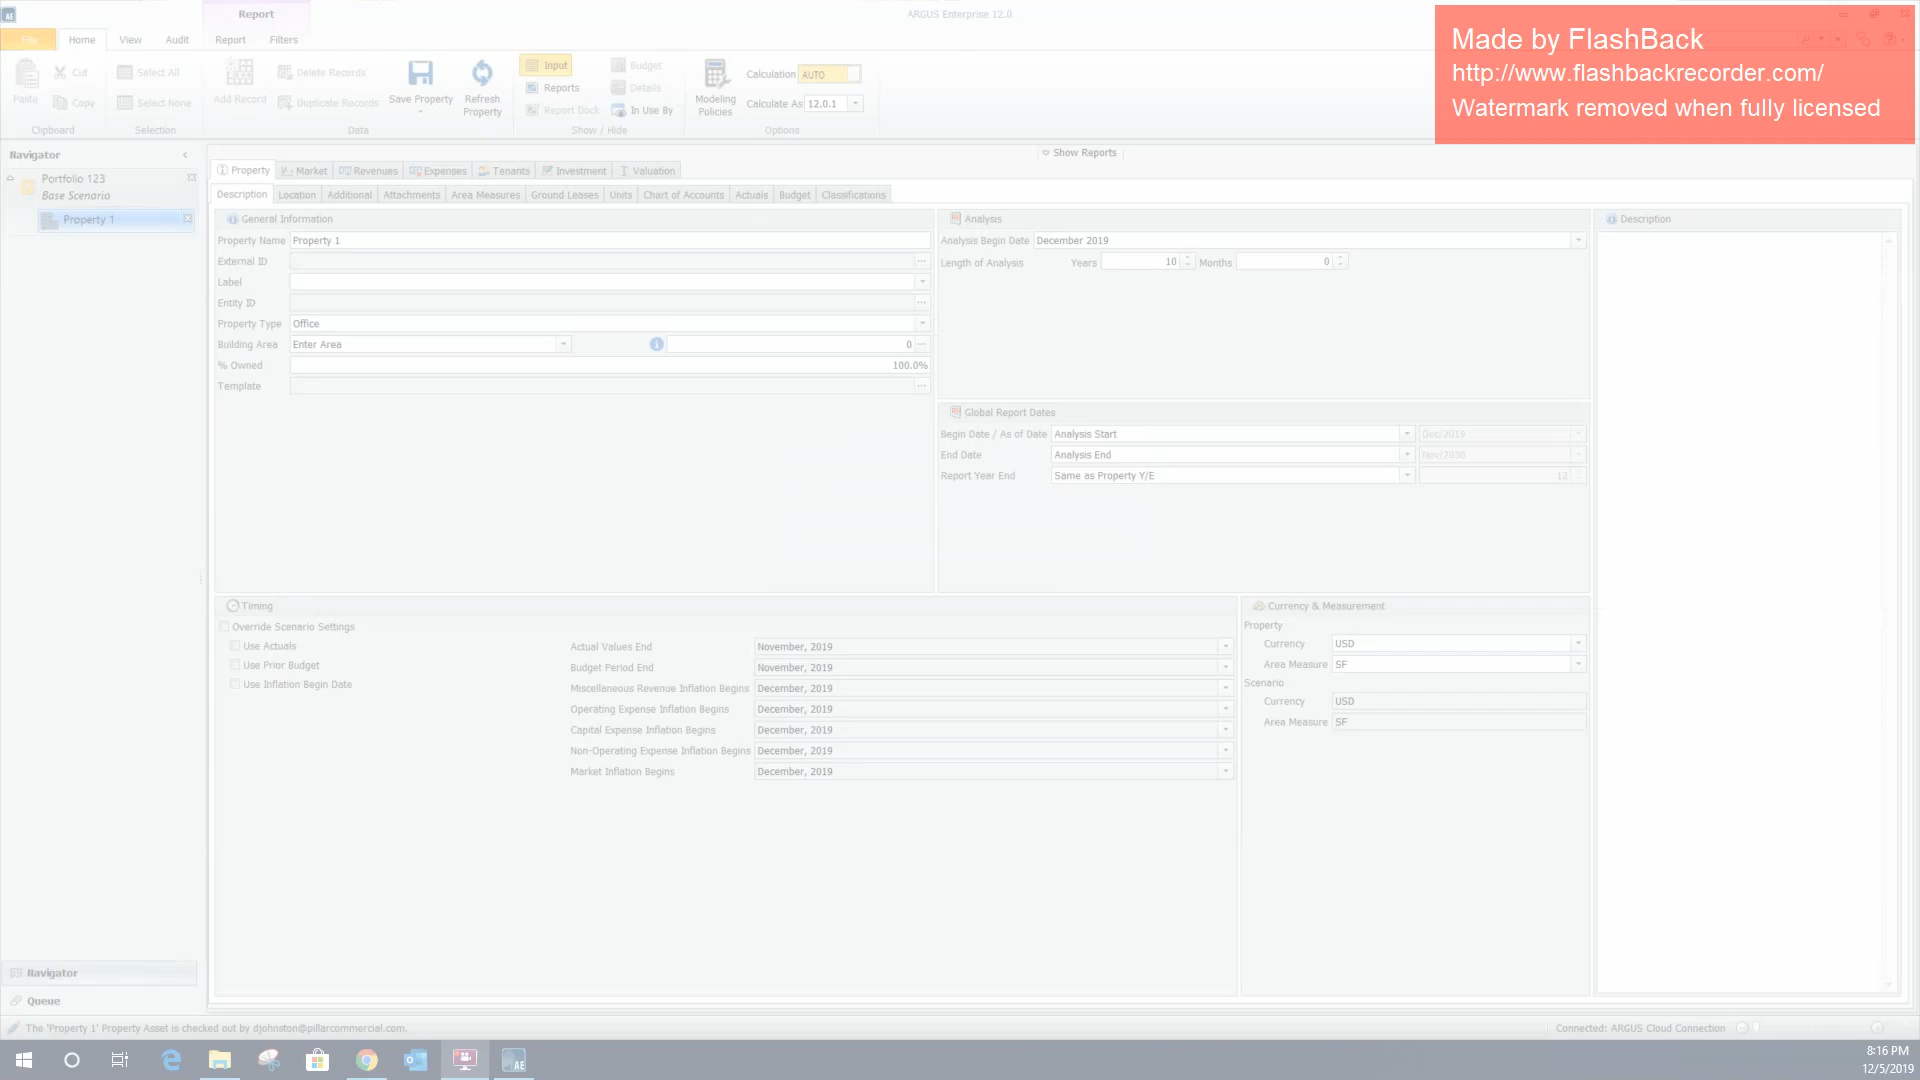 Report
ARGUS Enterprise 12.0
Made by FlashBack
http://www.flashbackrecorder.com/
Watermark removed when fully licensed
File
Home
View
Audit
Report
Filters
Paste
Cut
Copy
Clipboard
Select All
Select None
Selection
Add Record
Delete Records
Duplicate Records
Save Property
Refresh Property
Data
Input
Reports
Report Dock
Budget
Details
In Use By
Show / Hide
Modeling Policies
Calculation AUTO
Calculate As 12.0.1
Options
Navigator
Portfolio 123
Base Scenario
Property 1
Show Reports
Property Market Revenues Expenses Tenants Investment Valuation
Description Location Additional Attachments Area Measures Ground Leases Units Chart of Accounts Actuals Budget Classifications
General Information
Property Name Property 1
External ID
Label
Entity ID
Property Type Office
Building Area Enter Area 0
% Owned 100.0%
Template
Analysis
Analysis Begin Date December 2019
Length of Analysis Years 10 Months 0
Global Report Dates
Begin Date / As of Date Analysis Start Dec/2019
End Date Analysis End Nov/2030
Report Year End Same as Property Y/E 12
Description
Timing
Override Scenario Settings
Use Actuals
Use Prior Budget
Use Inflation Begin Date
Actual Values End November, 2019
Budget Period End November, 2019
Miscellaneous Revenue Inflation Begins December, 2019
Operating Expense Inflation Begins December, 2019
Capital Expense Inflation Begins December, 2019
Non-Operating Expense Inflation Begins December, 2019
Market Inflation Begins December, 2019
Currency & Measurement
Property
Currency USD
Area Measure SF
Scenario
Currency USD
Area Measure SF
Navigator
Queue
The 'Property 1' Property Asset is checked out by djohnston@pillarcommercial.com.
Connected: ARGUS Cloud Connection
8:16 PM
12/5/2019